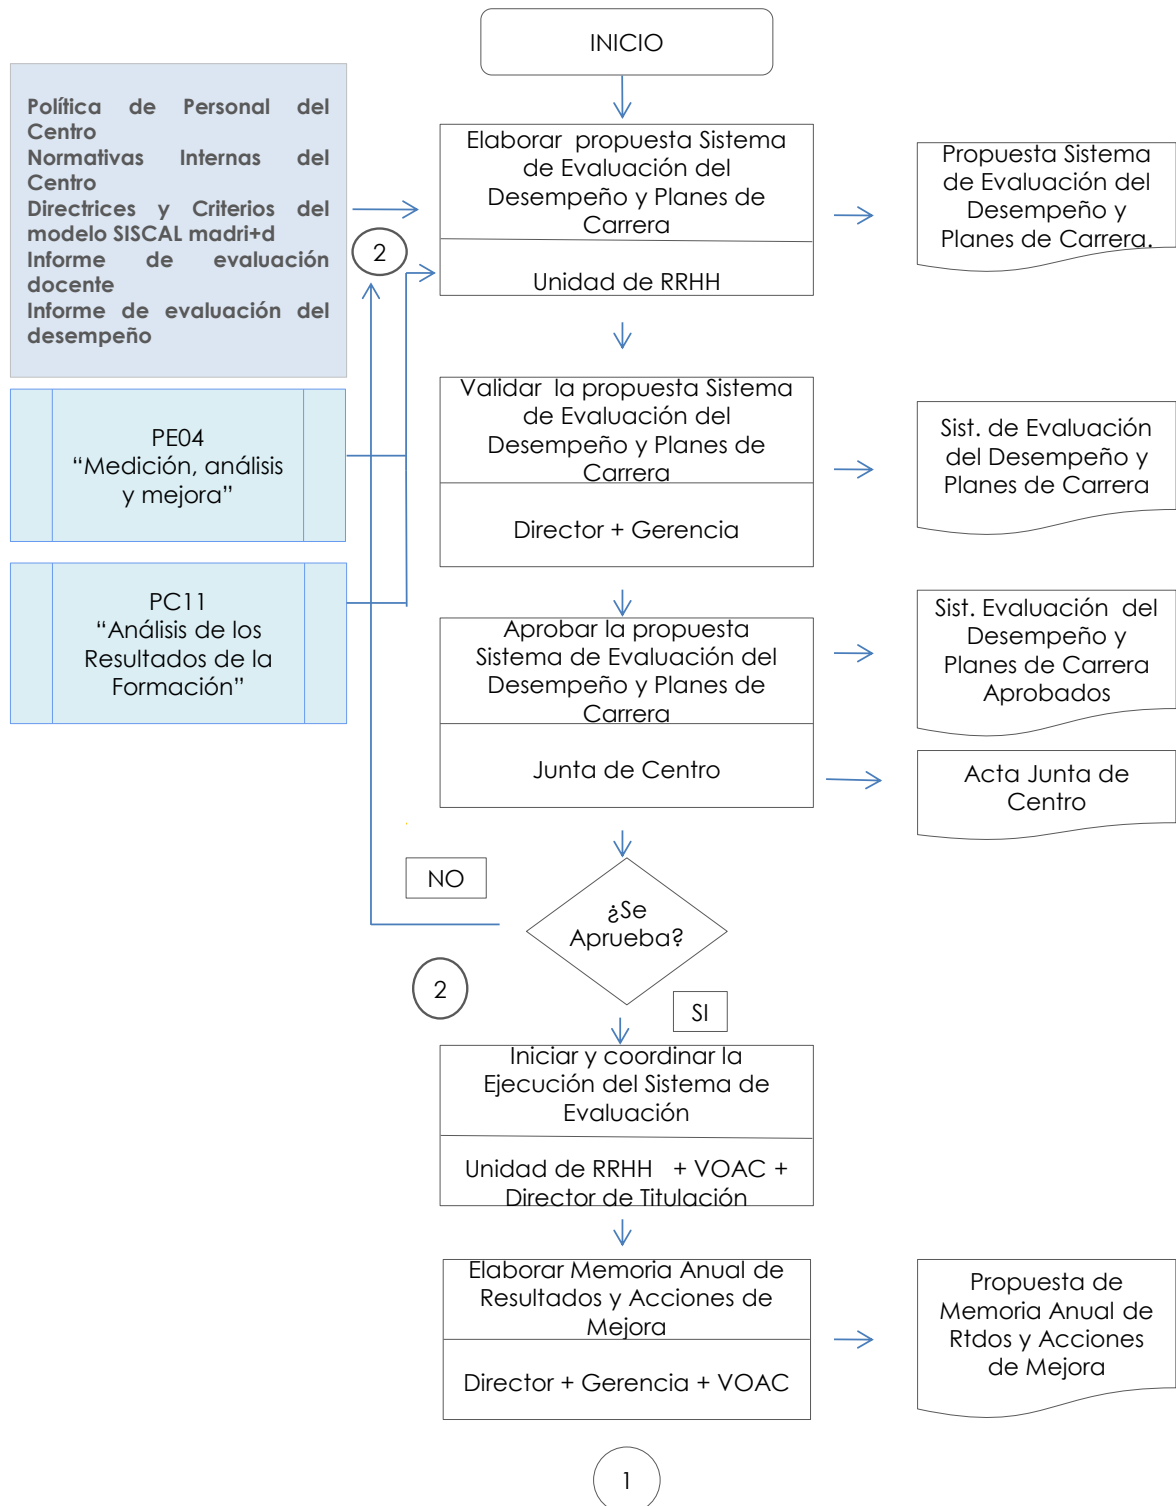 INICIO
Política de Personal del
Centro
Normativas Internas del
Centro
Directrices y Criterios del
modelo SISCAL madri+d
Informe de evaluación
docente
Informe de evaluación del
desempeño
2
Elaborar propuesta Sistema
de Evaluación del
Desempeño y Planes de
Carrera
Unidad de RRHH
Propuesta Sistema
de Evaluación del
Desempeño y
Planes de Carrera.
PE04
“Medición, análisis
y mejora”
Validar la propuesta Sistema
de Evaluación del
Desempeño y Planes de
Carrera
Director + Gerencia
Sist. de Evaluación
del Desempeño y
Planes de Carrera
PC11
“Análisis de los
Resultados de la
Formación”
Aprobar la propuesta
Sistema de Evaluación del
Desempeño y Planes de
Carrera
Junta de Centro
Sist. Evaluación del
Desempeño y
Planes de Carrera
Aprobados
Acta Junta de
Centro
NO
¿Se
Aprueba?
2
SI
Iniciar y coordinar la
Ejecución del Sistema de
Evaluación
Unidad de RRHH + VOAC +
Director de Titulación
Elaborar Memoria Anual de
Resultados y Acciones de
Mejora
Director + Gerencia + VOAC
Propuesta de
Memoria Anual de
Rtdos y Acciones
de Mejora
1